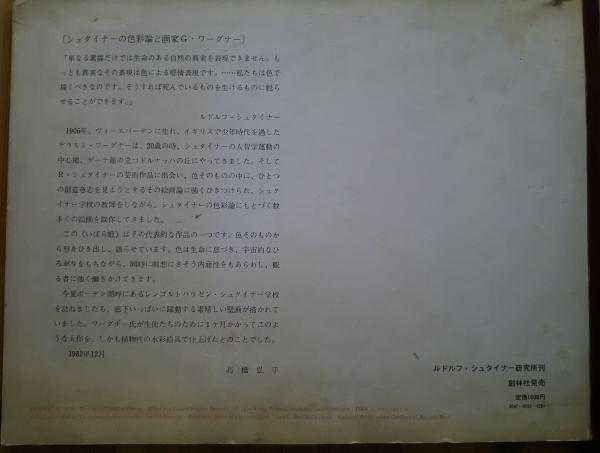 〔シュタイナーの色彩論と画家G・ワーグナー〕
「単なる素描だけでは生命のある自然の真実を表現できません。も
っとも真実なその表現は色による感情表現です。……私たちは色で
描くべきなのです。そうすれば死んでいるものを生けるものに甦ら
せることができます。」
ルドルフ・シュタイナー
1906年、ヴィースバーデンに生れ、イギリスで少年時代を過した
ゲラルト・ワーグナーは、20歳の時、シュタイナーの人智学運動の
中心地、ゲーテ館の立つドルナッハの丘にやってきました。そして
R・シュタイナーの芸術作品に出会い、色そのものの中に、ひとつ
の創造意志を見ようとするその絵画論に強くひきつけられ、シュタ
イナー学校の教師をしながら、シュタイナーの色彩論にもとづく数
多くの絵画を制作してきました。
この《いばら姫》はその代表的な作品の一つです。色そのものか
ら形をひき出し、語らせています。色は生命に息づき、宇宙的なひ
ろがりをもちながら、同時に瞑想にさそう内面性をもあらわし、観
る者に強く働きかけてきます。
今夏ボーデン湖畔にあるレンゴルトハウゼン・シュタイナー学校
を訪ねましたら、廊下いっぱいに躍動する素晴しい壁画が描かれて
いました。ワーグナー氏が生徒たちのために1ヶ月かかってこのよ
うな大作を、しかも植物性の水彩絵具で仕上げたとのことでした。
1982年12月
高橋弘子
ルドルフ・シュタイナー研究所刊
創林社発売
定価1600円